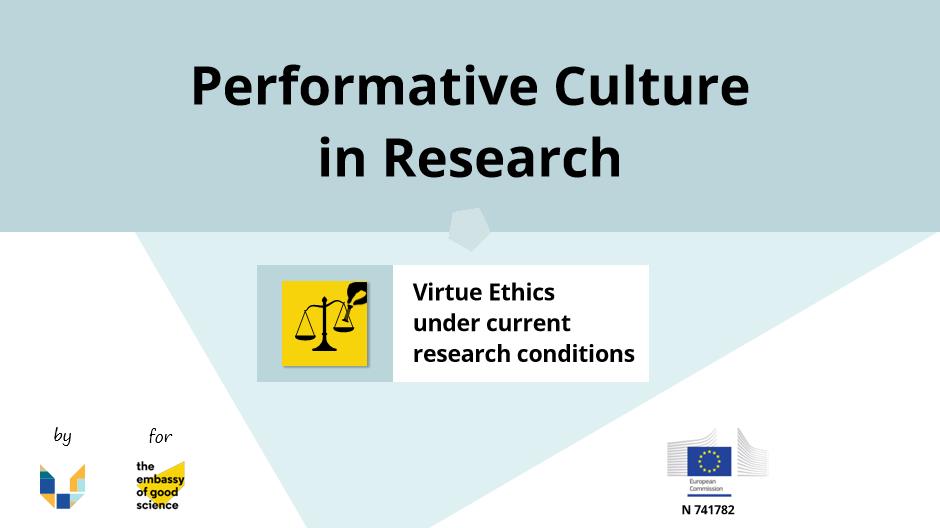 Performative Culture
in Research
Virtue Ethics
under current
research conditions
by
for
the
embassy
of good
science
European
Commission
N 741782